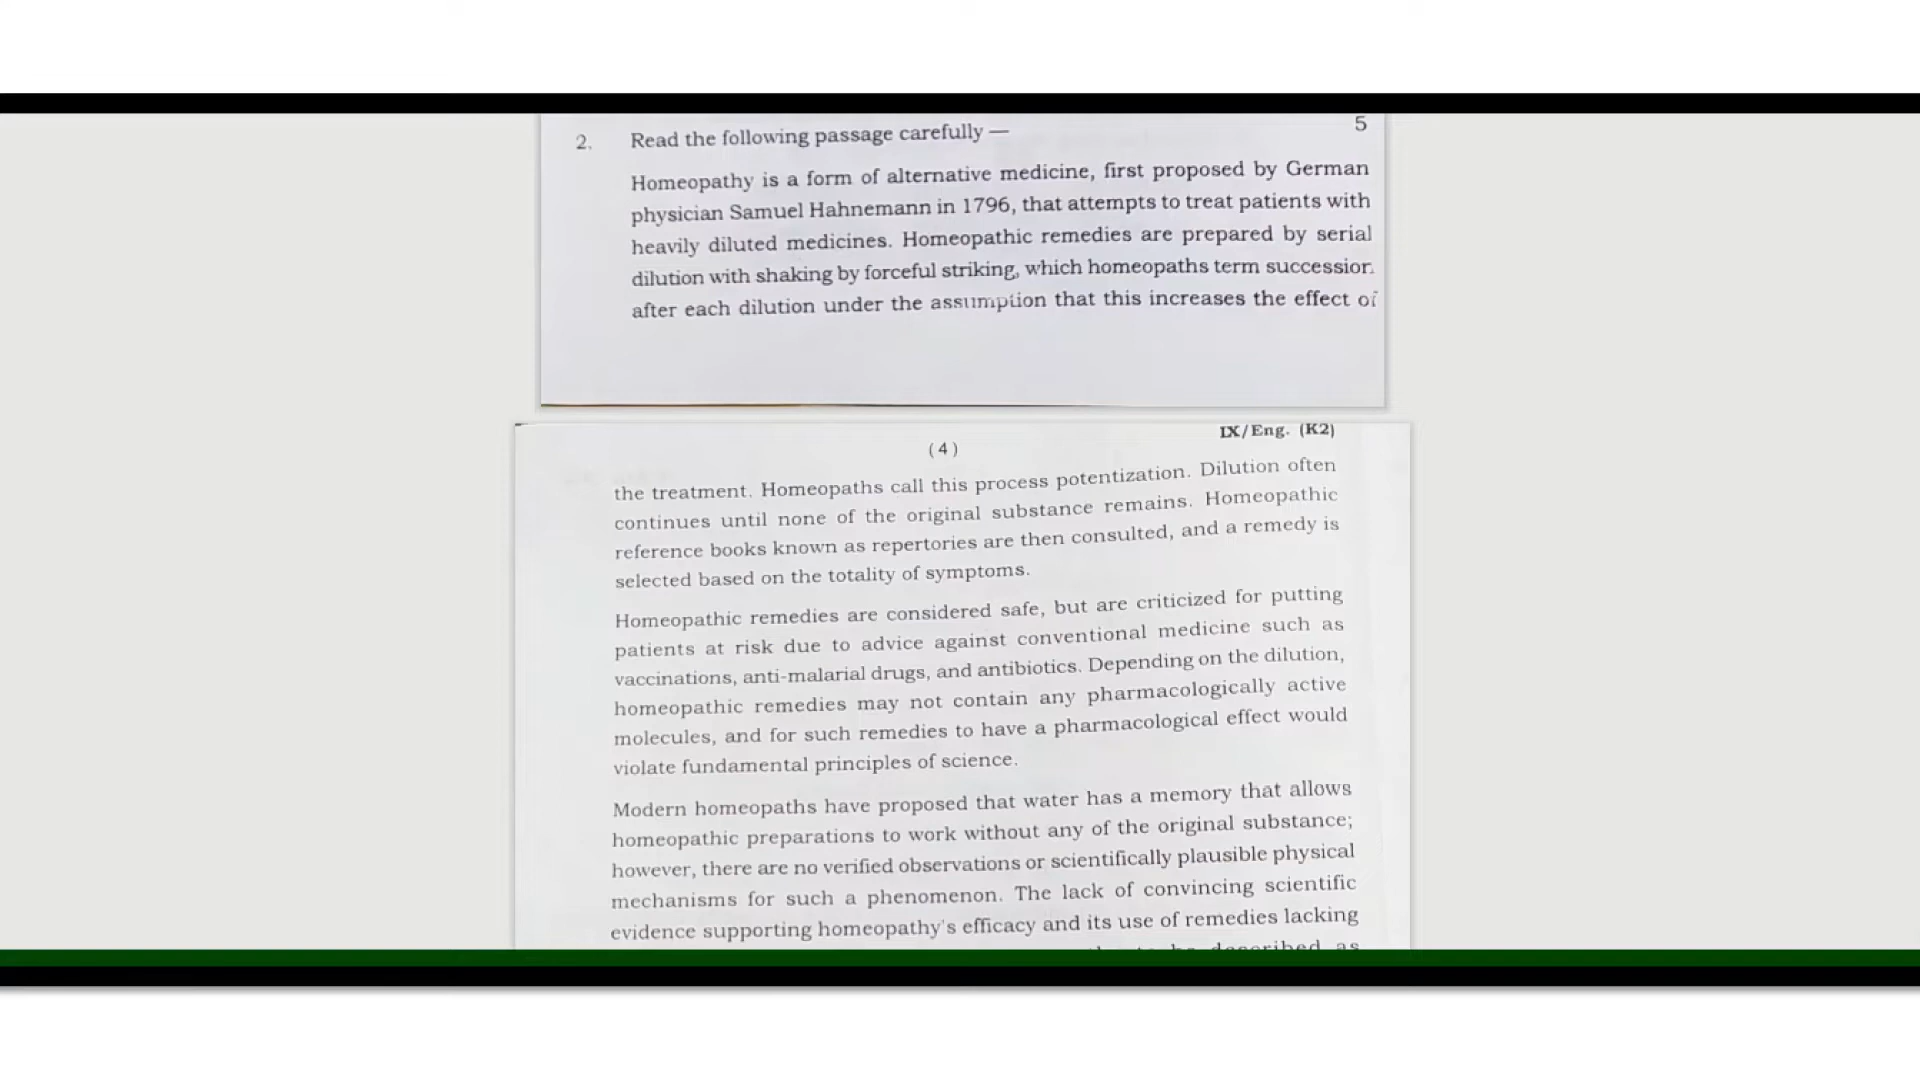 2. Read the following passage carefully — 5
Homeopathy is a form of alternative medicine, first proposed by German
physician Samuel Hahnemann in 1796, that attempts to treat patients with
heavily diluted medicines. Homeopathic remedies are prepared by serial
dilution with shaking by forceful striking, which homeopaths term succession.
after each dilution under the assumption that this increases the effect of
IX/Eng. (K2)
(4)
the treatment. Homeopaths call this process potentization. Dilution often
continues until none of the original substance remains. Homeopathic
reference books known as repertories are then consulted, and a remedy is
selected based on the totality of symptoms.
Homeopathic remedies are considered safe, but are criticized for putting
patients at risk due to advice against conventional medicine such as
vaccinations, anti-malarial drugs, and antibiotics. Depending on the dilution,
homeopathic remedies may not contain any pharmacologically active
molecules, and for such remedies to have a pharmacological effect would
violate fundamental principles of science.
Modern homeopaths have proposed that water has a memory that allows
homeopathic preparations to work without any of the original substance;
however, there are no verified observations or scientifically plausible physical
mechanisms for such a phenomenon. The lack of convincing scientific
evidence supporting homeopathy's efficacy and its use of remedies lacking
described as